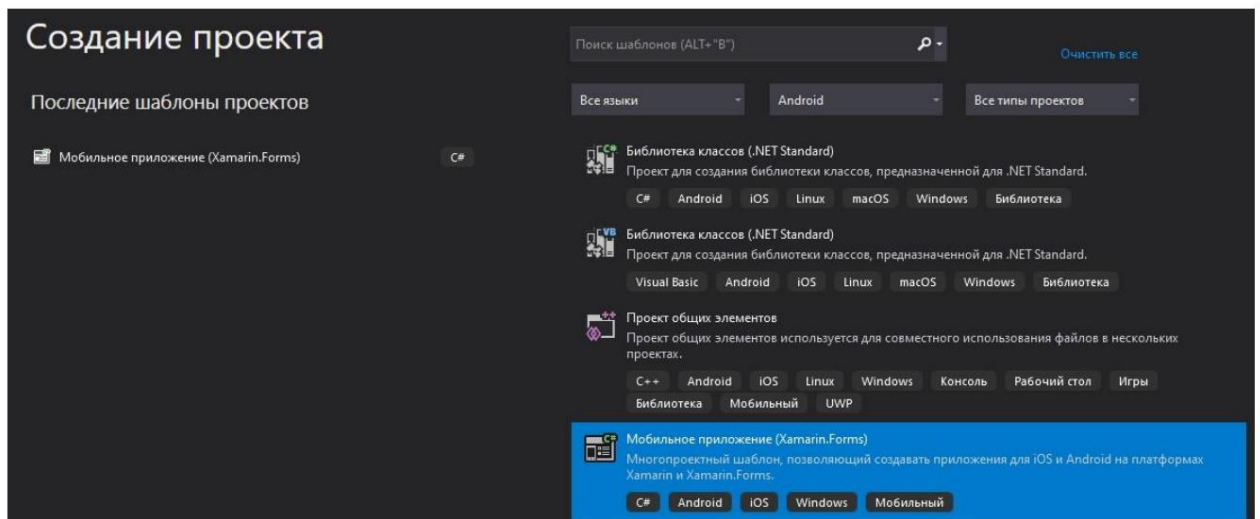 Создание проекта
Поиск шаблонов (ALT+"B")
Очистить все
Последние шаблоны проектов
Все языки
Android
Все типы проектов
Мобильное приложение (Xamarin.Forms)
C#
Библиотека классов (.NET Standard)
Проект для создания библиотеки классов, предназначенной для .NET Standard.
C# Android iOS Linux macOS Windows Библиотека
Библиотека классов (.NET Standard)
Проект для создания библиотеки классов, предназначенной для .NET Standard.
Visual Basic Android iOS Linux macOS Windows Библиотека
Проект общих элементов
Проект общих элементов используется для совместного использования файлов в нескольких
проектах.
C++ Android iOS Linux Windows Консоль Рабочий стол Игры
Библиотека Мобильный UWP
Мобильное приложение (Xamarin.Forms)
Многопроектный шаблон, позволяющий создавать приложения для iOS и Android на платформах
Xamarin и Xamarin.Forms.
C# Android iOS Windows Мобильный